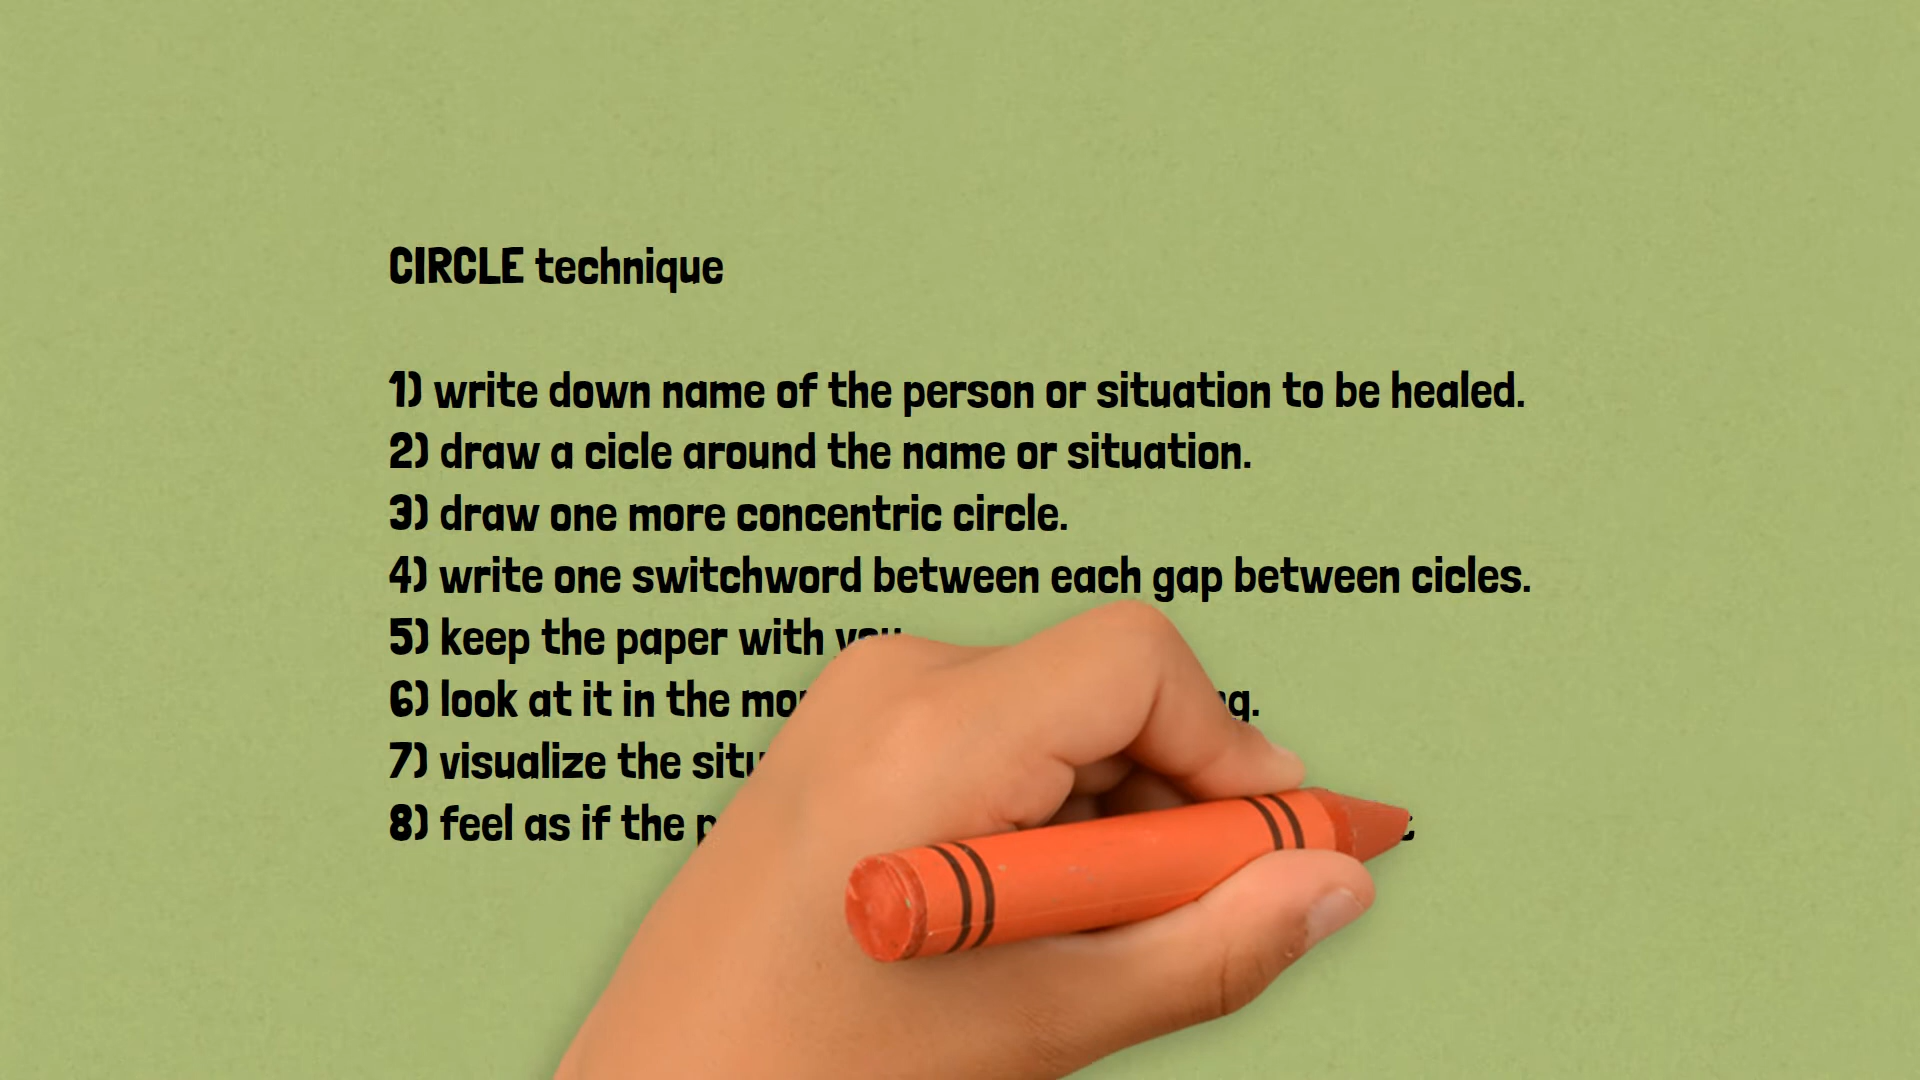 CIRCLE technique
1) write down name of the person or situation to be healed.
2) draw a cicle around the name or situation.
3) draw one more concentric circle.
4) write one switchword between each gap between cicles.
5) keep the paper with you
6) look at it in the
7) visualize the
8) feel as if the